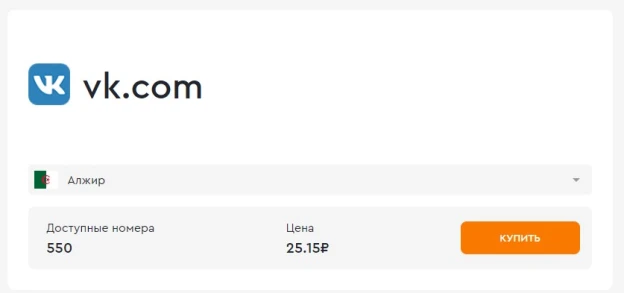 vk.com
Алжир
Доступные номера
Цена
550
25.15₽
КУПИТЬ